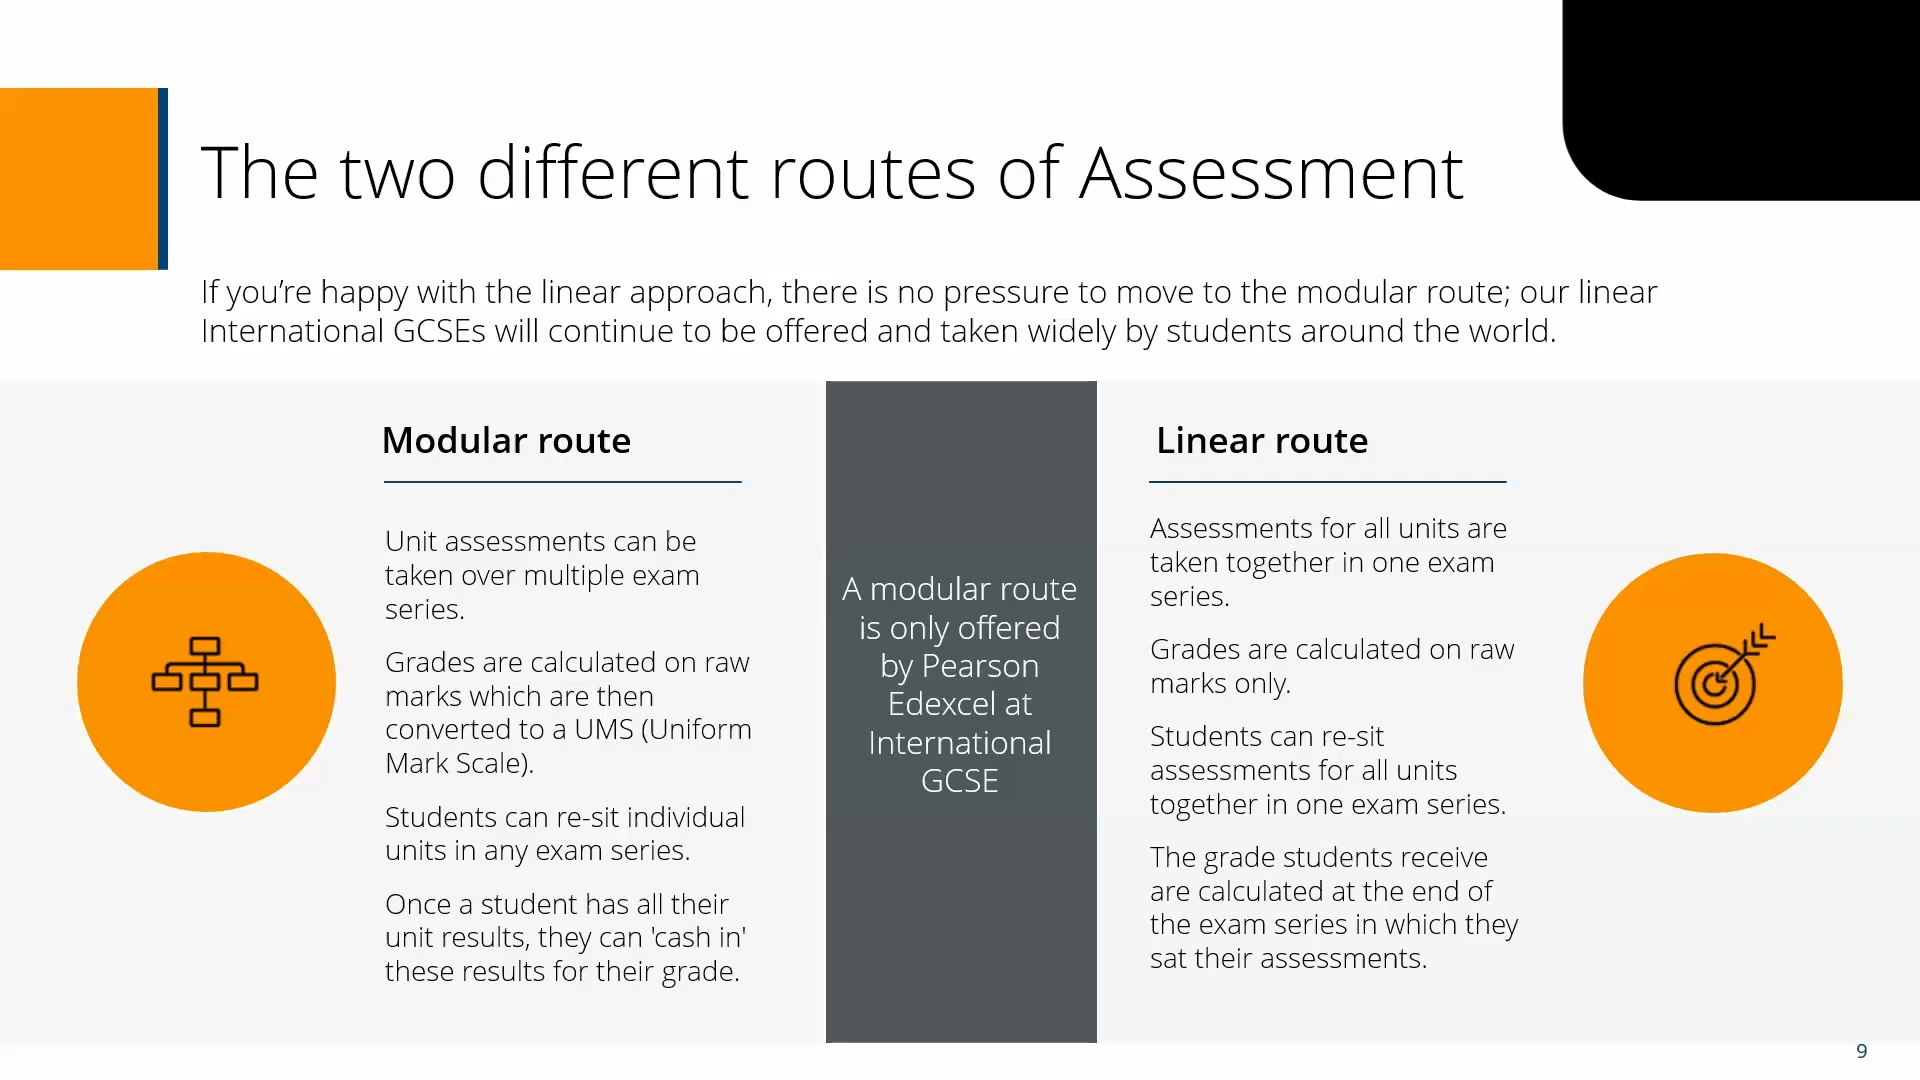 The two different routes of Assessment
If you’re happy with the linear approach, there is no pressure to move to the modular route; our linear
International GCSEs will continue to be offered and taken widely by students around the world.
Modular route
Unit assessments can be
taken over multiple exam
series.
Grades are calculated on raw
marks which are then
converted to a UMS (Uniform
Mark Scale).
Students can re-sit individual
units in any exam series.
Once a student has all their
unit results, they can 'cash in'
these results for their grade.
A modular route
is only offered
by Pearson
Edexcel at
International
GCSE
Linear route
Assessments for all units are
taken together in one exam
series.
Grades are calculated on raw
marks only.
Students can re-sit
assessments for all units
together in one exam series.
The grade students receive
are calculated at the end of
the exam series in which they
sat their assessments.
9